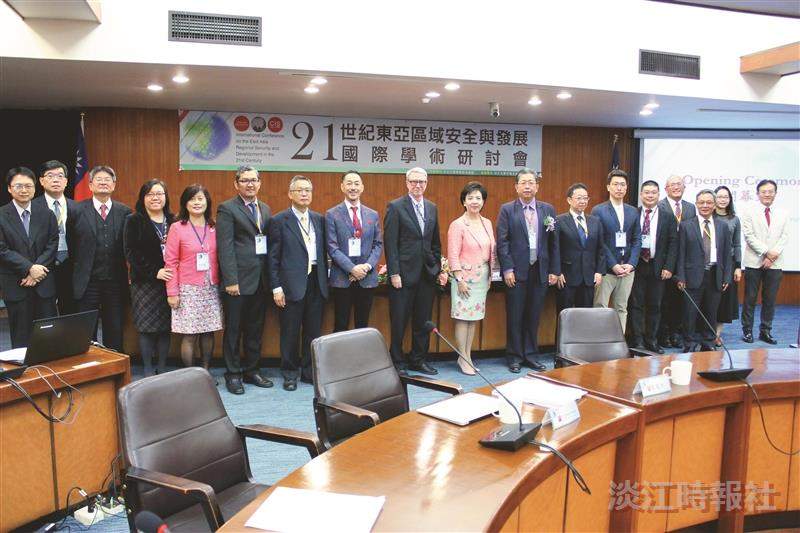 International Conference
on the East Asia
Regional Security and
Development in the
21st Century
21世紀東亞區域安全與發展
國際學術研討會
Opening Ceremo
淡江時報社